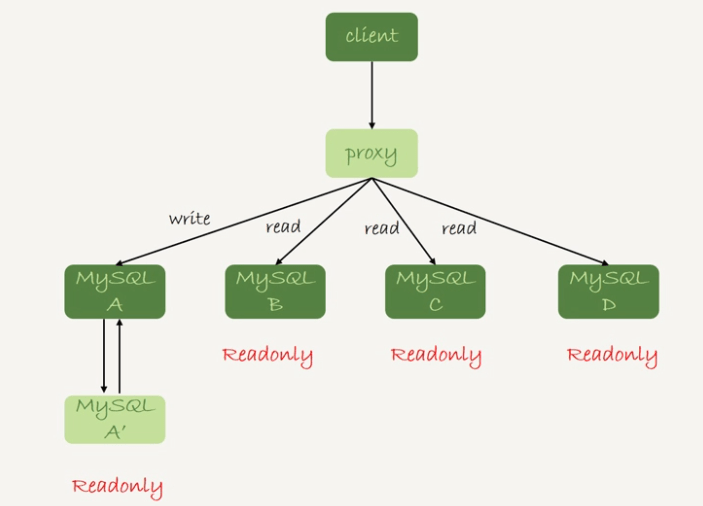 client
proxy
write
read
read
read
MySQL
A
MySQL
B
MySQL
C
MySQL
D
Readonly
Readonly
Readonly
MySQL
A'
Readonly